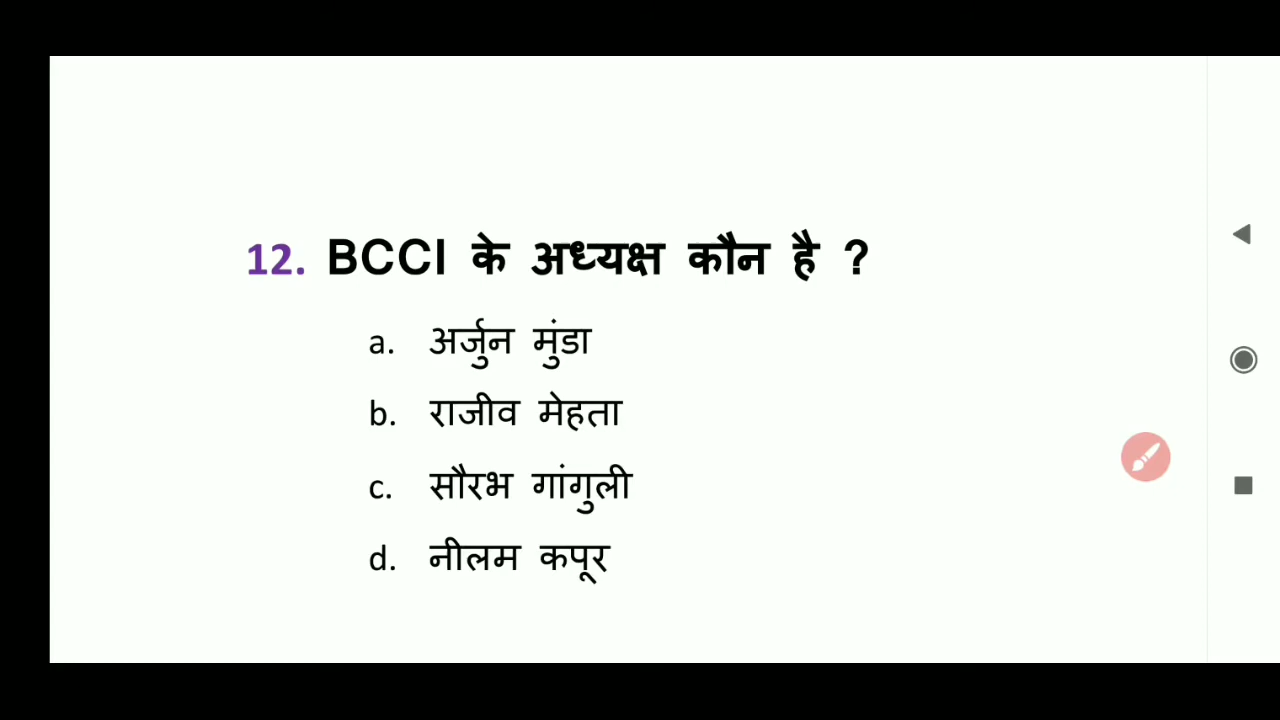 12. BCCI के अध्यक्ष कौन है ?
a. अर्जुन मुंडा
b. राजीव मेहता
c. सौरभ गांगुली
d. नीलम कपूर